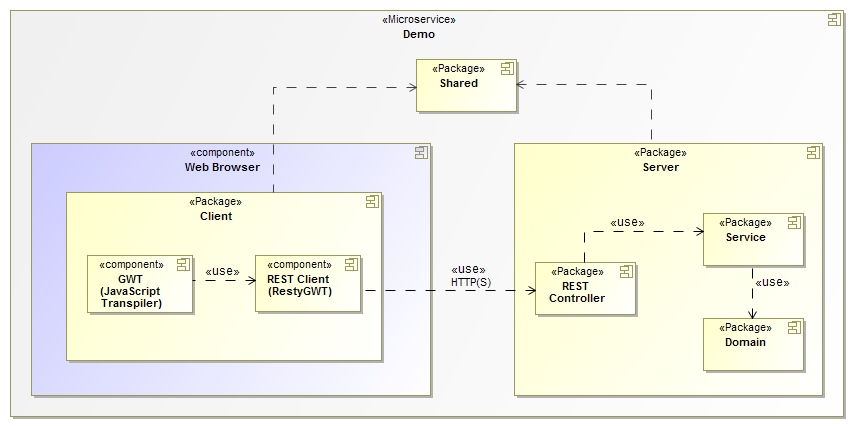 «Microservice»
Demo
«Package»
Shared
«component»
Web Browser
«Package»
Client
«component»
GWT
(JavaScript
Transpiler)
«use»
«component»
REST Client
(RestyGWT)
«use»
HTTP(S)
«Package»
Server
«Package»
REST
Controller
«use»
«Package»
Service
«use»
«Package»
Domain